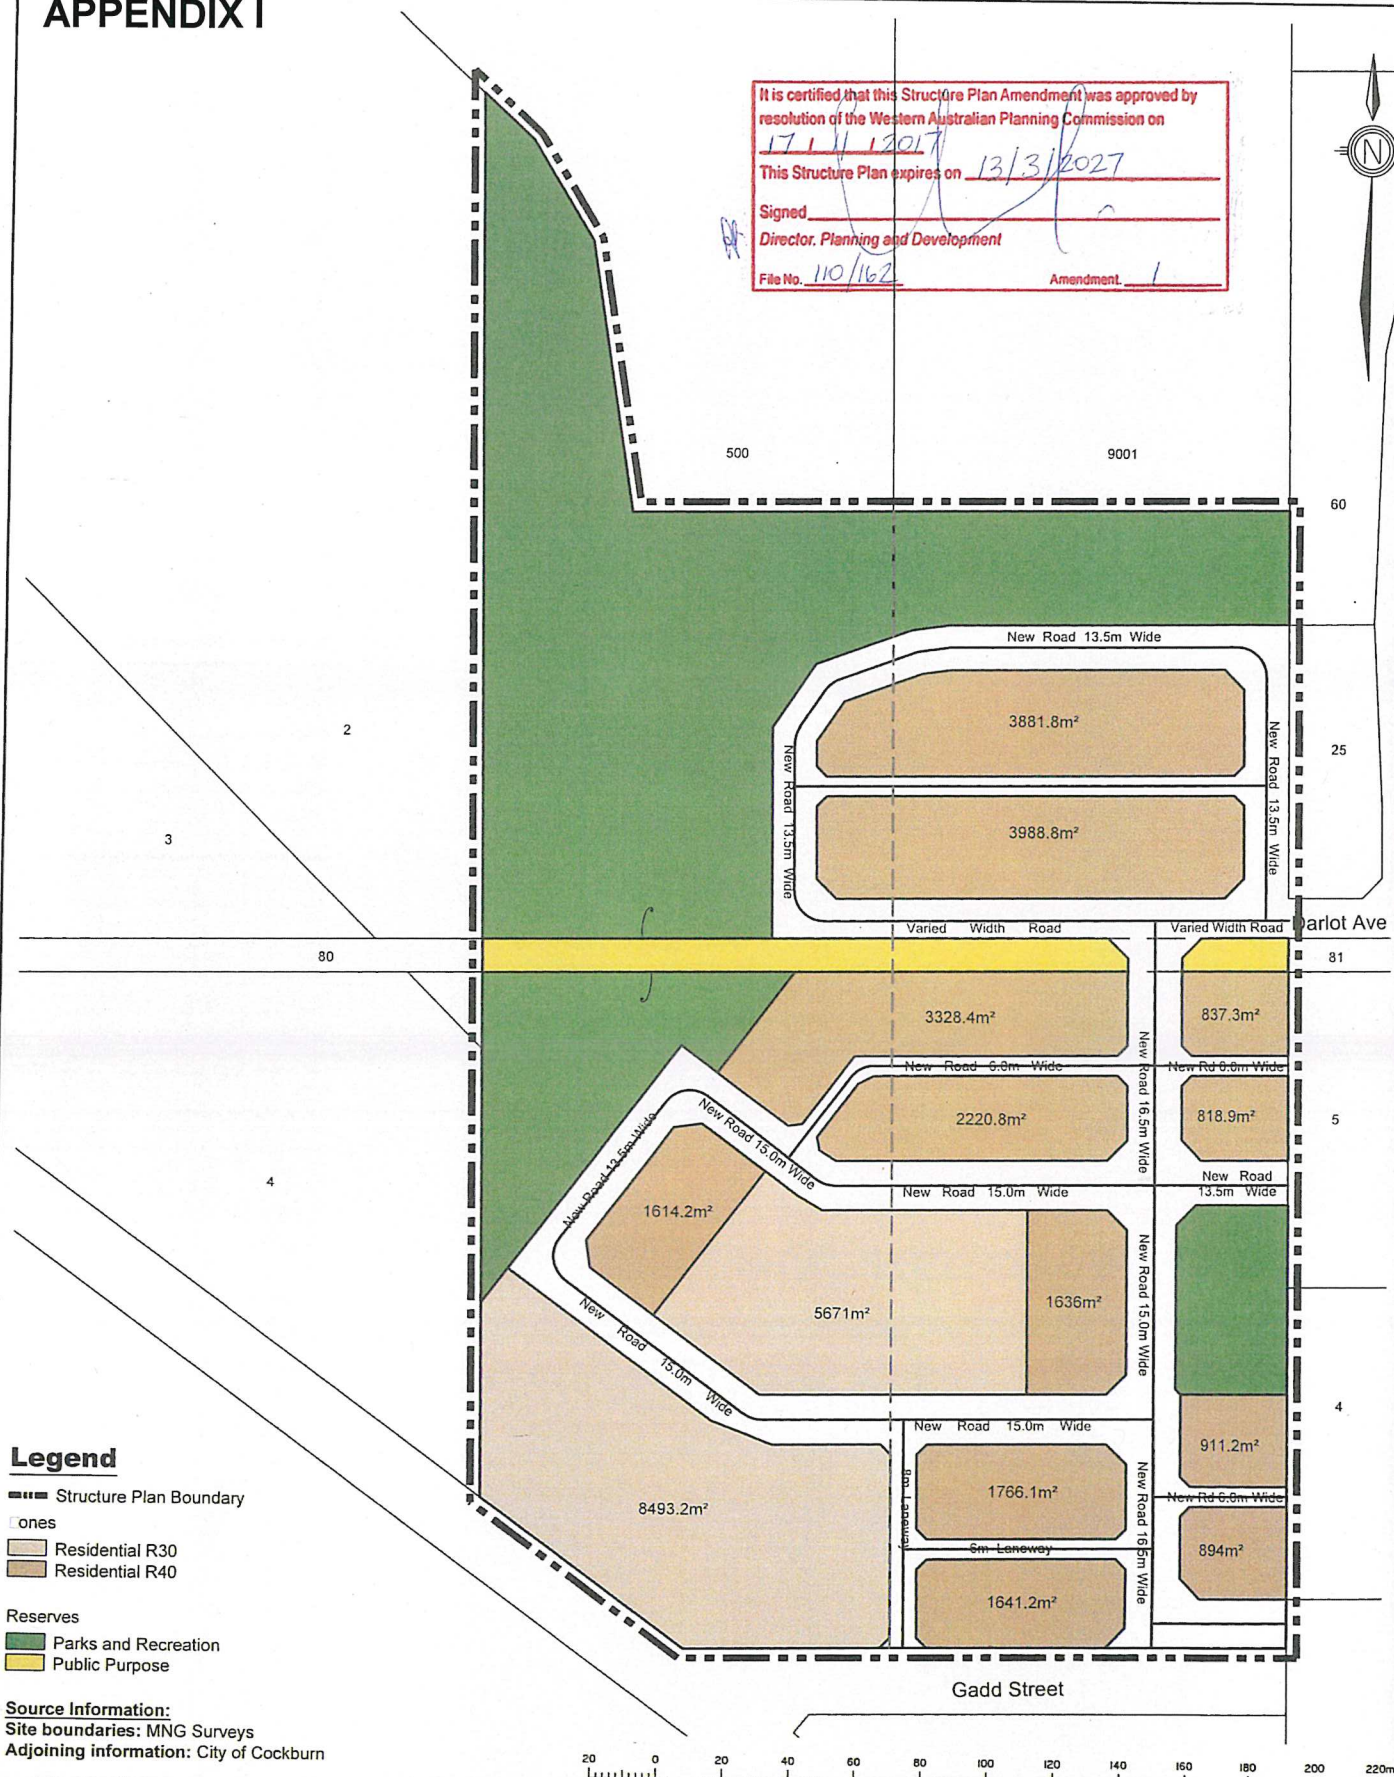 APPENDIX I
It is certified that this Structure Plan Amendment was approved by
resolution of the Western Australian Planning Commission on
17 / 11 / 2017
This Structure Plan expires on 13/3/2027
Signed
Director, Planning and Development
File No. 110/162 Amendment. 1
N
500
9001
60
New Road 13.5m Wide
3881.8m²
2
New Road 13.5m Wide
New Road 13.5m Wide
25
3
3988.8m²
Varied Width Road
Varied Width Road
Darlot Ave
80
81
3328.4m²
837.3m²
New Road 6.0m Wide
New Road 16.5m Wide
New Rd 6.0m Wide
New Road 13.5m Wide
New Road 15.0m Wide
2220.8m²
818.9m²
5
4
New Road 15.0m Wide
New Road
13.5m Wide
1614.2m²
5671m²
1636m²
New Road 15.0m Wide
New Road 15.0m Wide
4
New Road 15.0m Wide
911.2m²
8493.2m²
8m Laneway
1766.1m²
New Road 16.5m Wide
New Rd 6.0m Wide
6m Laneway
894m²
1641.2m²
Gadd Street
Legend
Structure Plan Boundary
ones
Residential R30
Residential R40
Reserves
Parks and Recreation
Public Purpose
Source Information:
Site boundaries: MNG Surveys
Adjoining information: City of Cockburn
20 0 20 40 60 80 100 120 140 160 180 200 220m